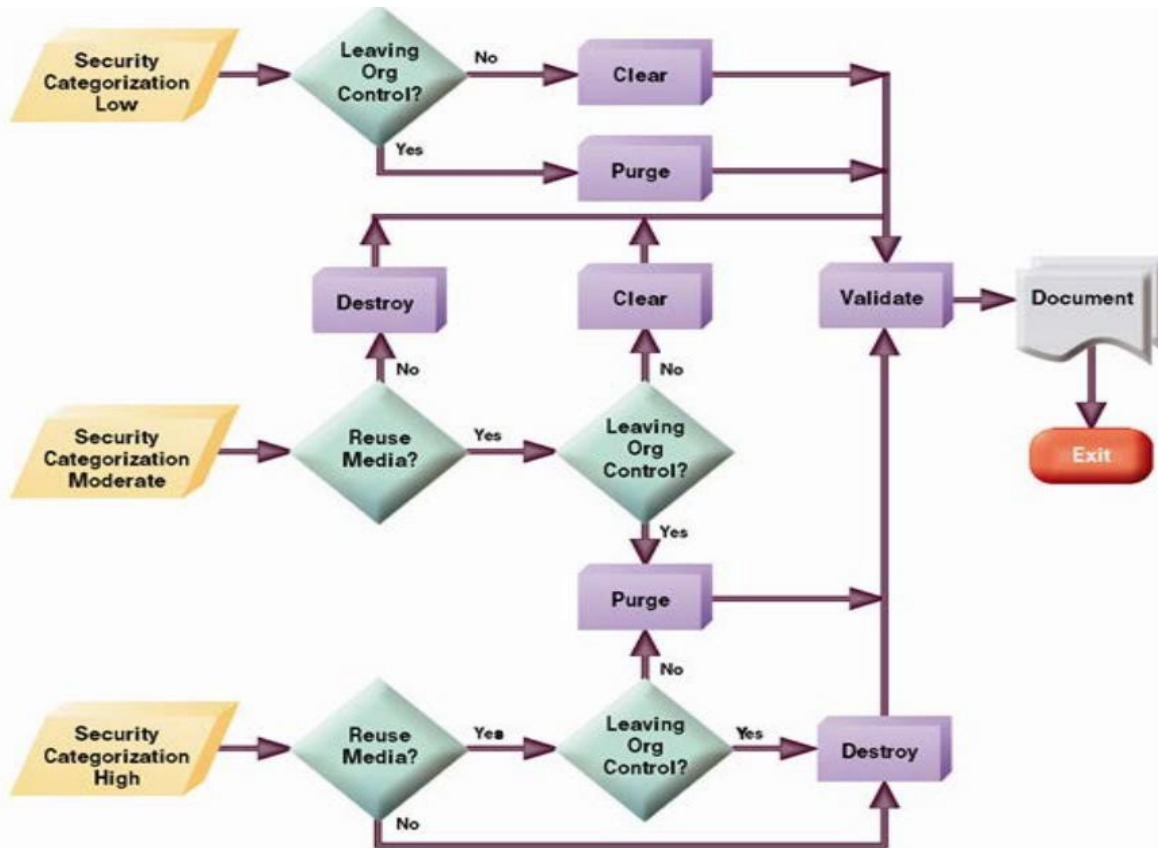 Security
Categorization
Low
Leaving
Org
Control?
No
Clear
Yes
Purge
Destroy
Clear
Validate
Document
No
No
Security
Categorization
Moderate
Reuse
Media?
Yes
Leaving
Org
Control?
Exit
Yes
Purge
No
Security
Categorization
High
Reuse
Media?
Yes
Leaving
Org
Control?
Yes
Destroy
No